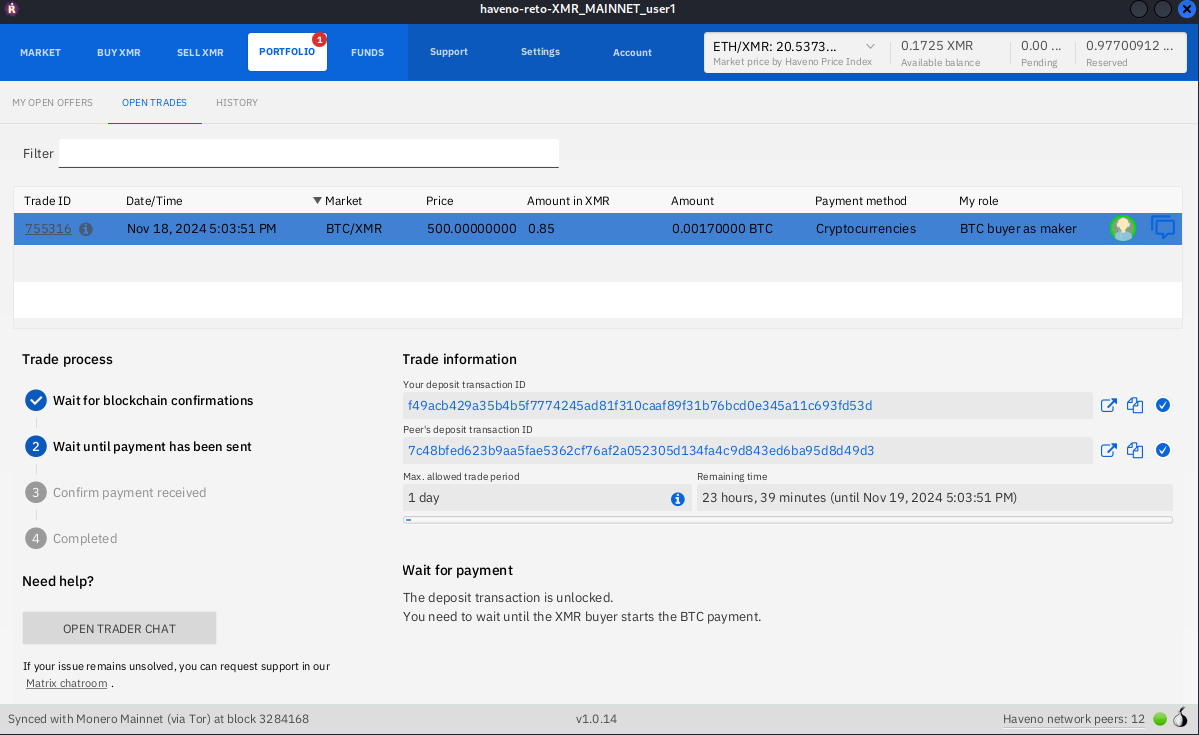 haveno-reto-XMR_MAINNET_user1
MARKET BUY XMR SELL XMR PORTFOLIO 1 FUNDS Support Settings Account
ETH/XMR: 20.5373... 0.1725 XMR 0.00 ... 0.97700912 ...
Market price by Haveno Price Index Available balance Pending Reserved
MY OPEN OFFERS OPEN TRADES HISTORY
Filter
Trade ID Date/Time Market Price Amount in XMR Amount Payment method My role
755316 Nov 18, 2024 5:03:51 PM BTC/XMR 500.00000000 0.85 0.00170000 BTC Cryptocurrencies BTC buyer as maker
Trade process
Wait for blockchain confirmations
2 Wait until payment has been sent
3 Confirm payment received
4 Completed
Need help?
OPEN TRADER CHAT
If your issue remains unsolved, you can request support in our
Matrix chatroom .
Trade information
Your deposit transaction ID
f49acb429a35b4b5f7774245ad81f310caaf89f31b76bcd0e345a11c693fd53d
Peer's deposit transaction ID
7c48bfed623b9aa5fae5362cf76af2a052305d134fa4c9d843ed6ba95d8d49d3
Max. allowed trade period Remaining time
1 day 23 hours, 39 minutes (until Nov 19, 2024 5:03:51 PM)
Wait for payment
The deposit transaction is unlocked.
You need to wait until the XMR buyer starts the BTC payment.
Synced with Monero Mainnet (via Tor) at block 3284168 v1.0.14 Haveno network peers: 12